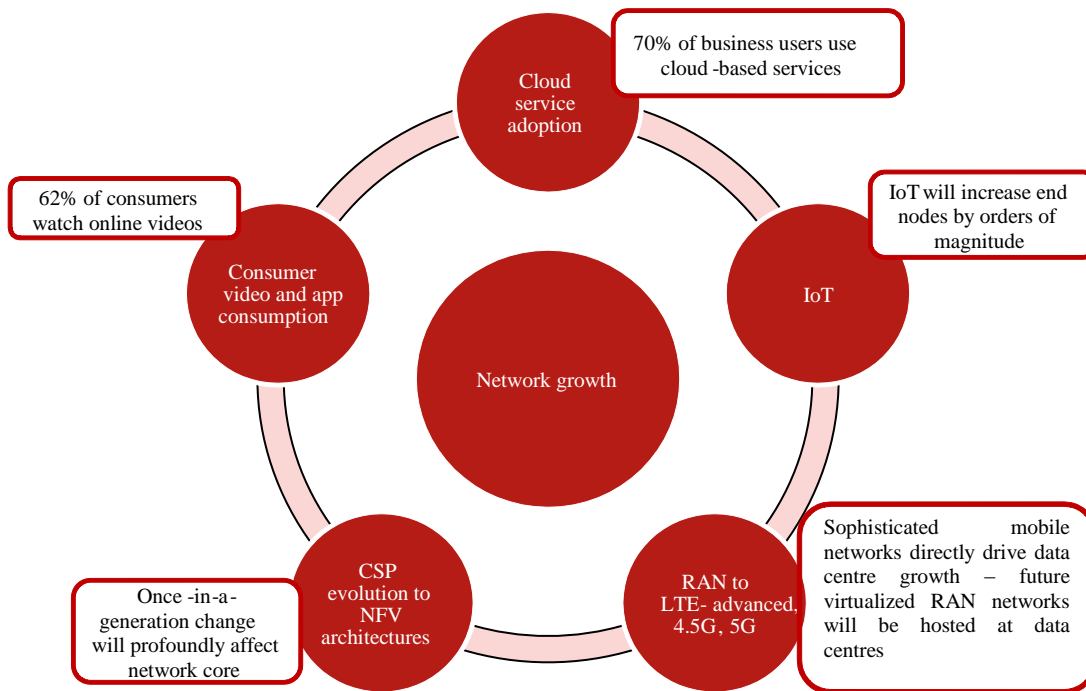 70% of business users use
cloud -based services
Cloud
service
adoption
62% of consumers
watch online videos
IoT will increase end
nodes by orders of
magnitude
Consumer
video and app
consumption
IoT
Network growth
CSP
evolution to
NFV
architectures
Once -in-a-
generation change
will profoundly affect
network core
RAN to
LTE- advanced,
4.5G, 5G
Sophisticated mobile
networks directly drive data
centre growth – future
virtualized RAN networks
will be hosted at data
centres